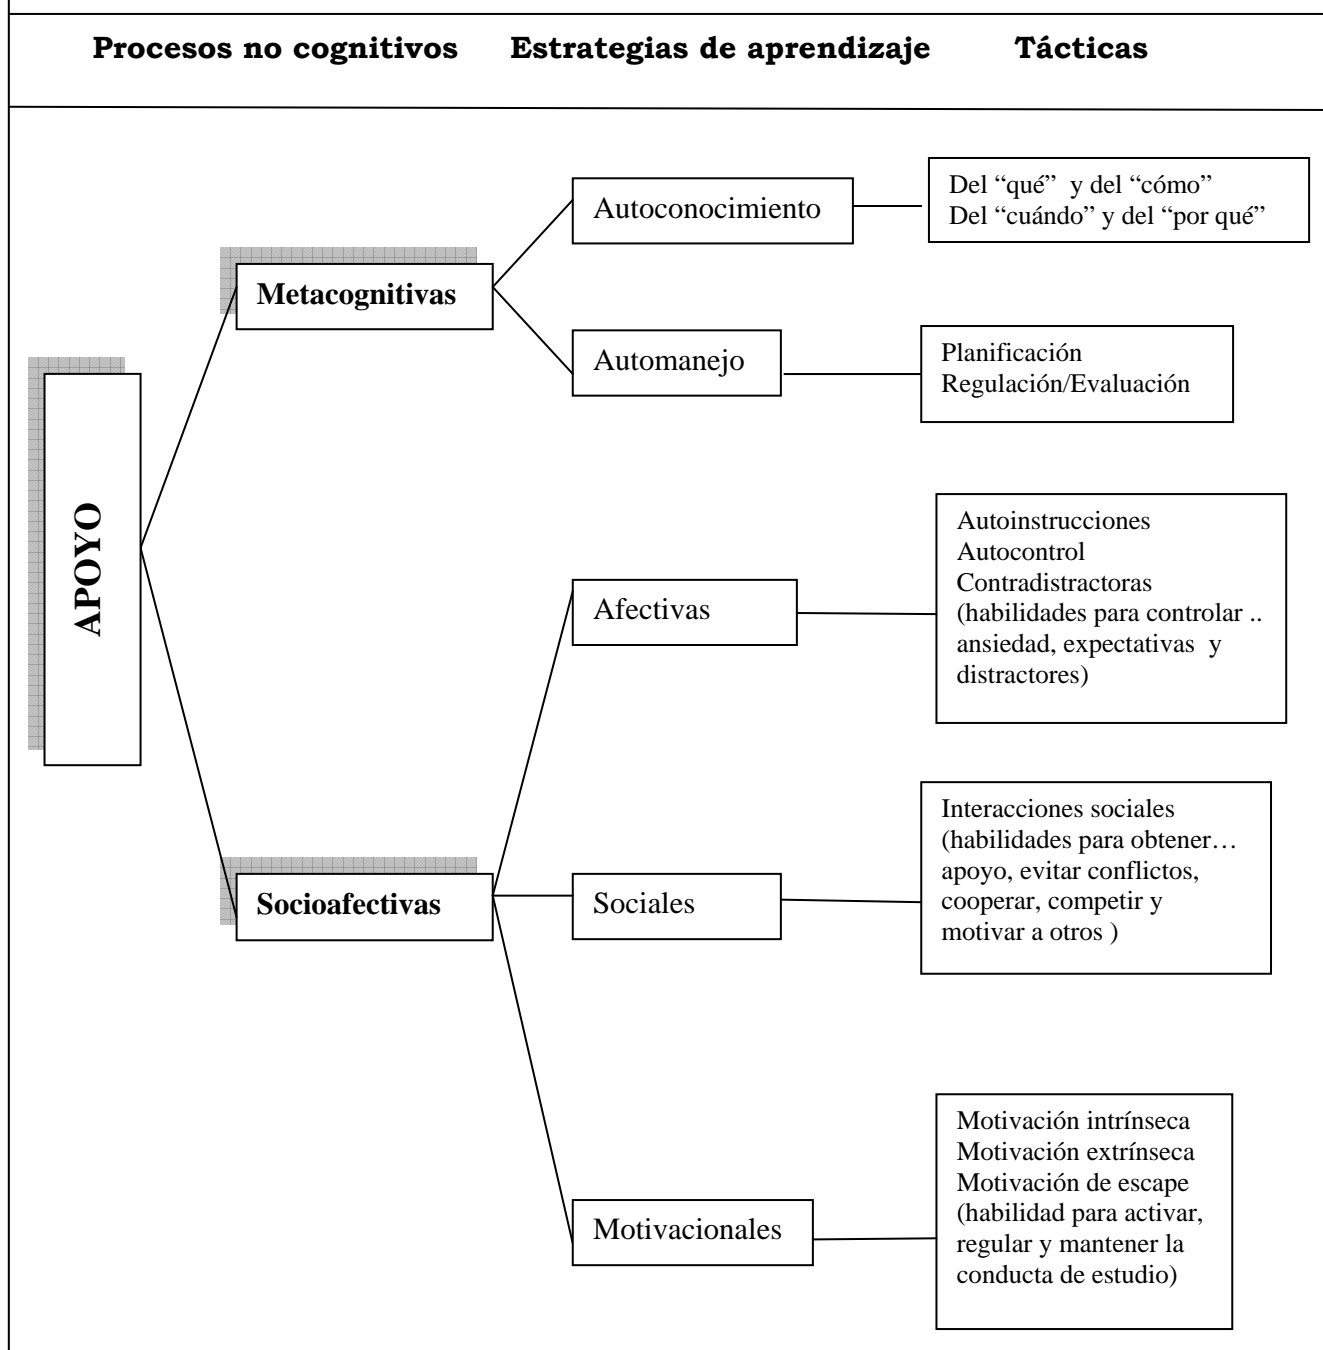 Procesos no cognitivos Estrategias de aprendizaje Tácticas
APOYO
Metacognitivas
Autoconocimiento
Del “qué” y del “cómo”
Del “cuándo” y del “por qué”
Automanejo
Planificación
Regulación/Evaluación
Socioafectivas
Afectivas
Autoinstrucciones
Autocontrol
Contradistractoras
(habilidades para controlar ..
ansiedad, expectativas y
distractores)
Sociales
Interacciones sociales
(habilidades para obtener…
apoyo, evitar conflictos,
cooperar, competir y
motivar a otros )
Motivacionales
Motivación intrínseca
Motivación extrínseca
Motivación de escape
(habilidad para activar,
regular y mantener la
conducta de estudio)